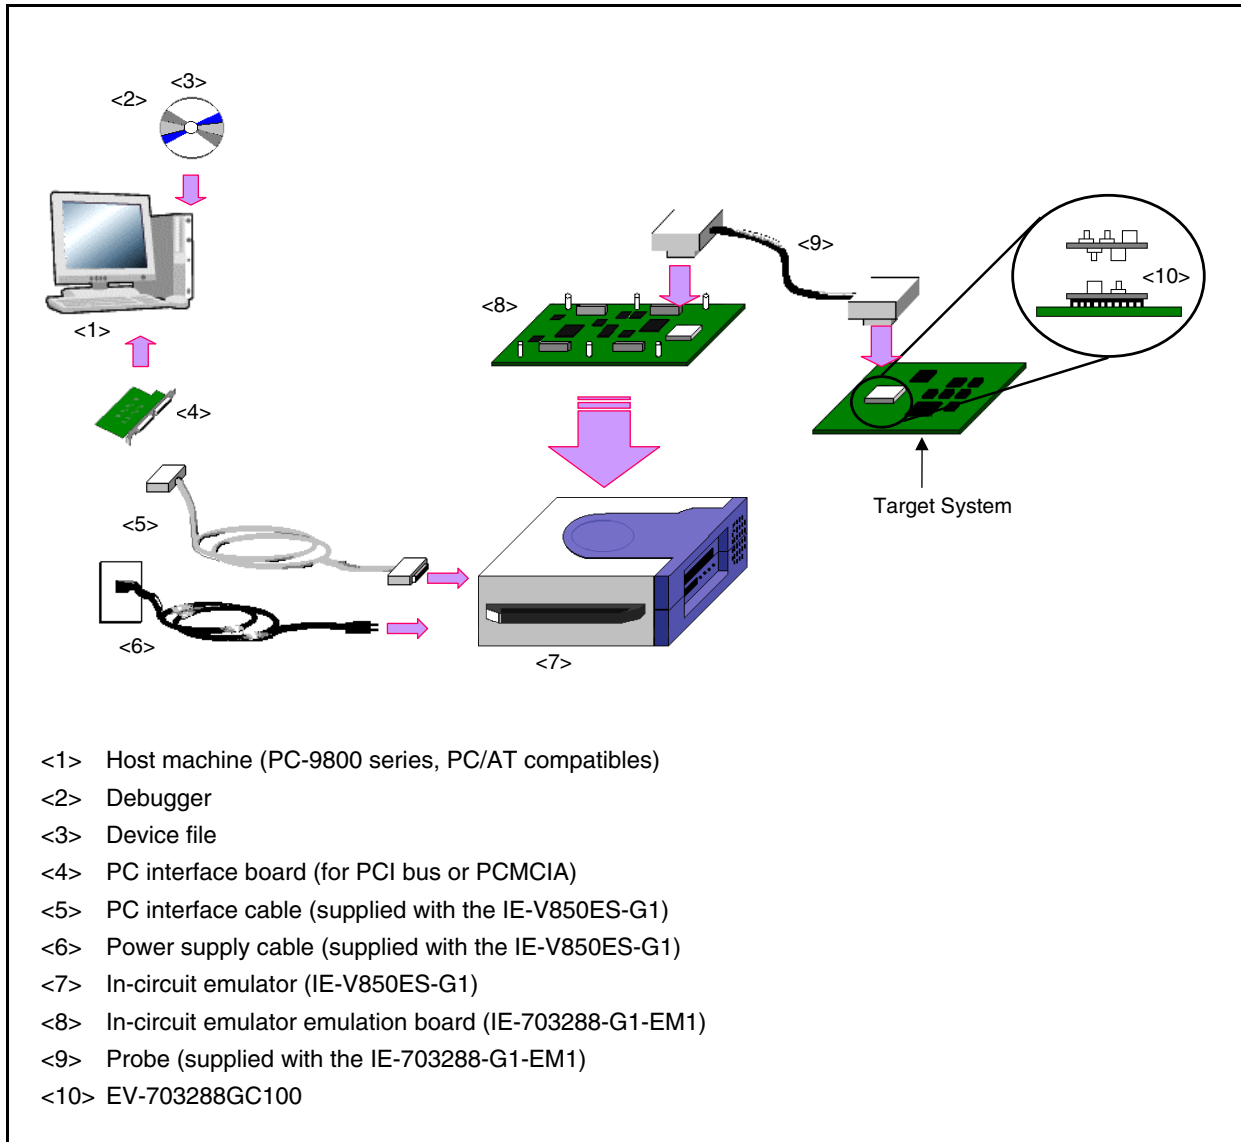 <3>
<2>
<1>
<4>
<5>
<6>
<7>
<8>
<9>
<10>
Target System
<1> Host machine (PC-9800 series, PC/AT compatibles)
<2> Debugger
<3> Device file
<4> PC interface board (for PCI bus or PCMCIA)
<5> PC interface cable (supplied with the IE-V850ES-G1)
<6> Power supply cable (supplied with the IE-V850ES-G1)
<7> In-circuit emulator (IE-V850ES-G1)
<8> In-circuit emulator emulation board (IE-703288-G1-EM1)
<9> Probe (supplied with the IE-703288-G1-EM1)
<10> EV-703288GC100